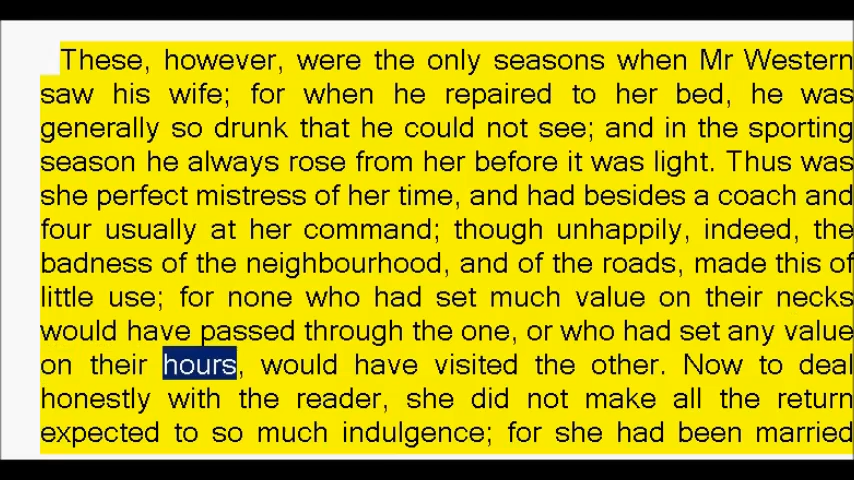 These, however, were the only seasons when Mr Western
saw his wife; for when he repaired to her bed, he was
generally so drunk that he could not see; and in the sporting
season he always rose from her before it was light. Thus was
she perfect mistress of her time, and had besides a coach and
four usually at her command; though unhappily, indeed, the
badness of the neighbourhood, and of the roads, made this of
little use; for none who had set much value on their necks
would have passed through the one, or who had set any value
on their hours, would have visited the other. Now to deal
honestly with the reader, she did not make all the return
expected to so much indulgence; for she had been married